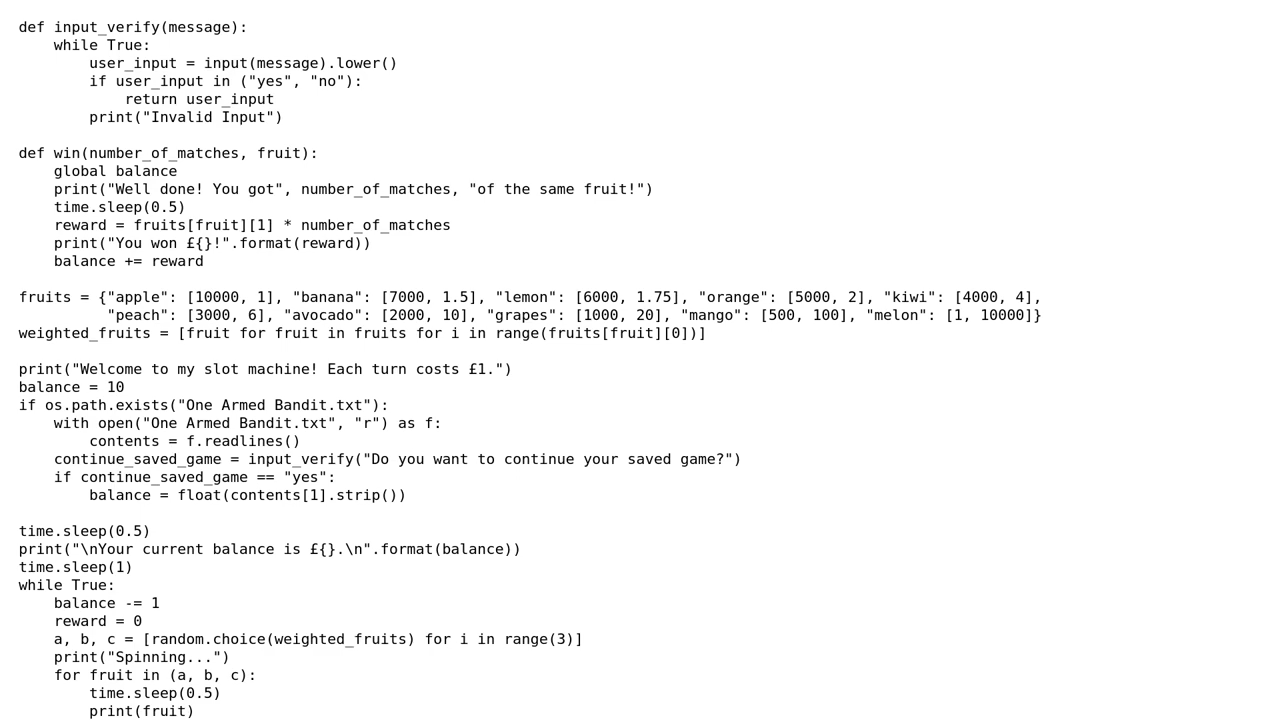 def input_verify(message):
    while True:
        user_input = input(message).lower()
        if user_input in ("yes", "no"):
            return user_input
        print("Invalid Input")

def win(number_of_matches, fruit):
    global balance
    print("Well done! You got", number_of_matches, "of the same fruit!")
    time.sleep(0.5)
    reward = fruits[fruit][1] * number_of_matches
    print("You won £{}!".format(reward))
    balance += reward

fruits = {"apple": [10000, 1], "banana": [7000, 1.5], "lemon": [6000, 1.75], "orange": [5000, 2], "kiwi": [4000, 4],
          "peach": [3000, 6], "avocado": [2000, 10], "grapes": [1000, 20], "mango": [500, 100], "melon": [1, 10000]}
weighted_fruits = [fruit for fruit in fruits for i in range(fruits[fruit][0])]

print("Welcome to my slot machine! Each turn costs £1.")
balance = 10
if os.path.exists("One Armed Bandit.txt"):
    with open("One Armed Bandit.txt", "r") as f:
        contents = f.readlines()
    continue_saved_game = input_verify("Do you want to continue your saved game?")
    if continue_saved_game == "yes":
        balance = float(contents[1].strip())

time.sleep(0.5)
print("\nYour current balance is £{}.\n".format(balance))
time.sleep(1)
while True:
    balance -= 1
    reward = 0
    a, b, c = [random.choice(weighted_fruits) for i in range(3)]
    print("Spinning...")
    for fruit in (a, b, c):
        time.sleep(0.5)
        print(fruit)